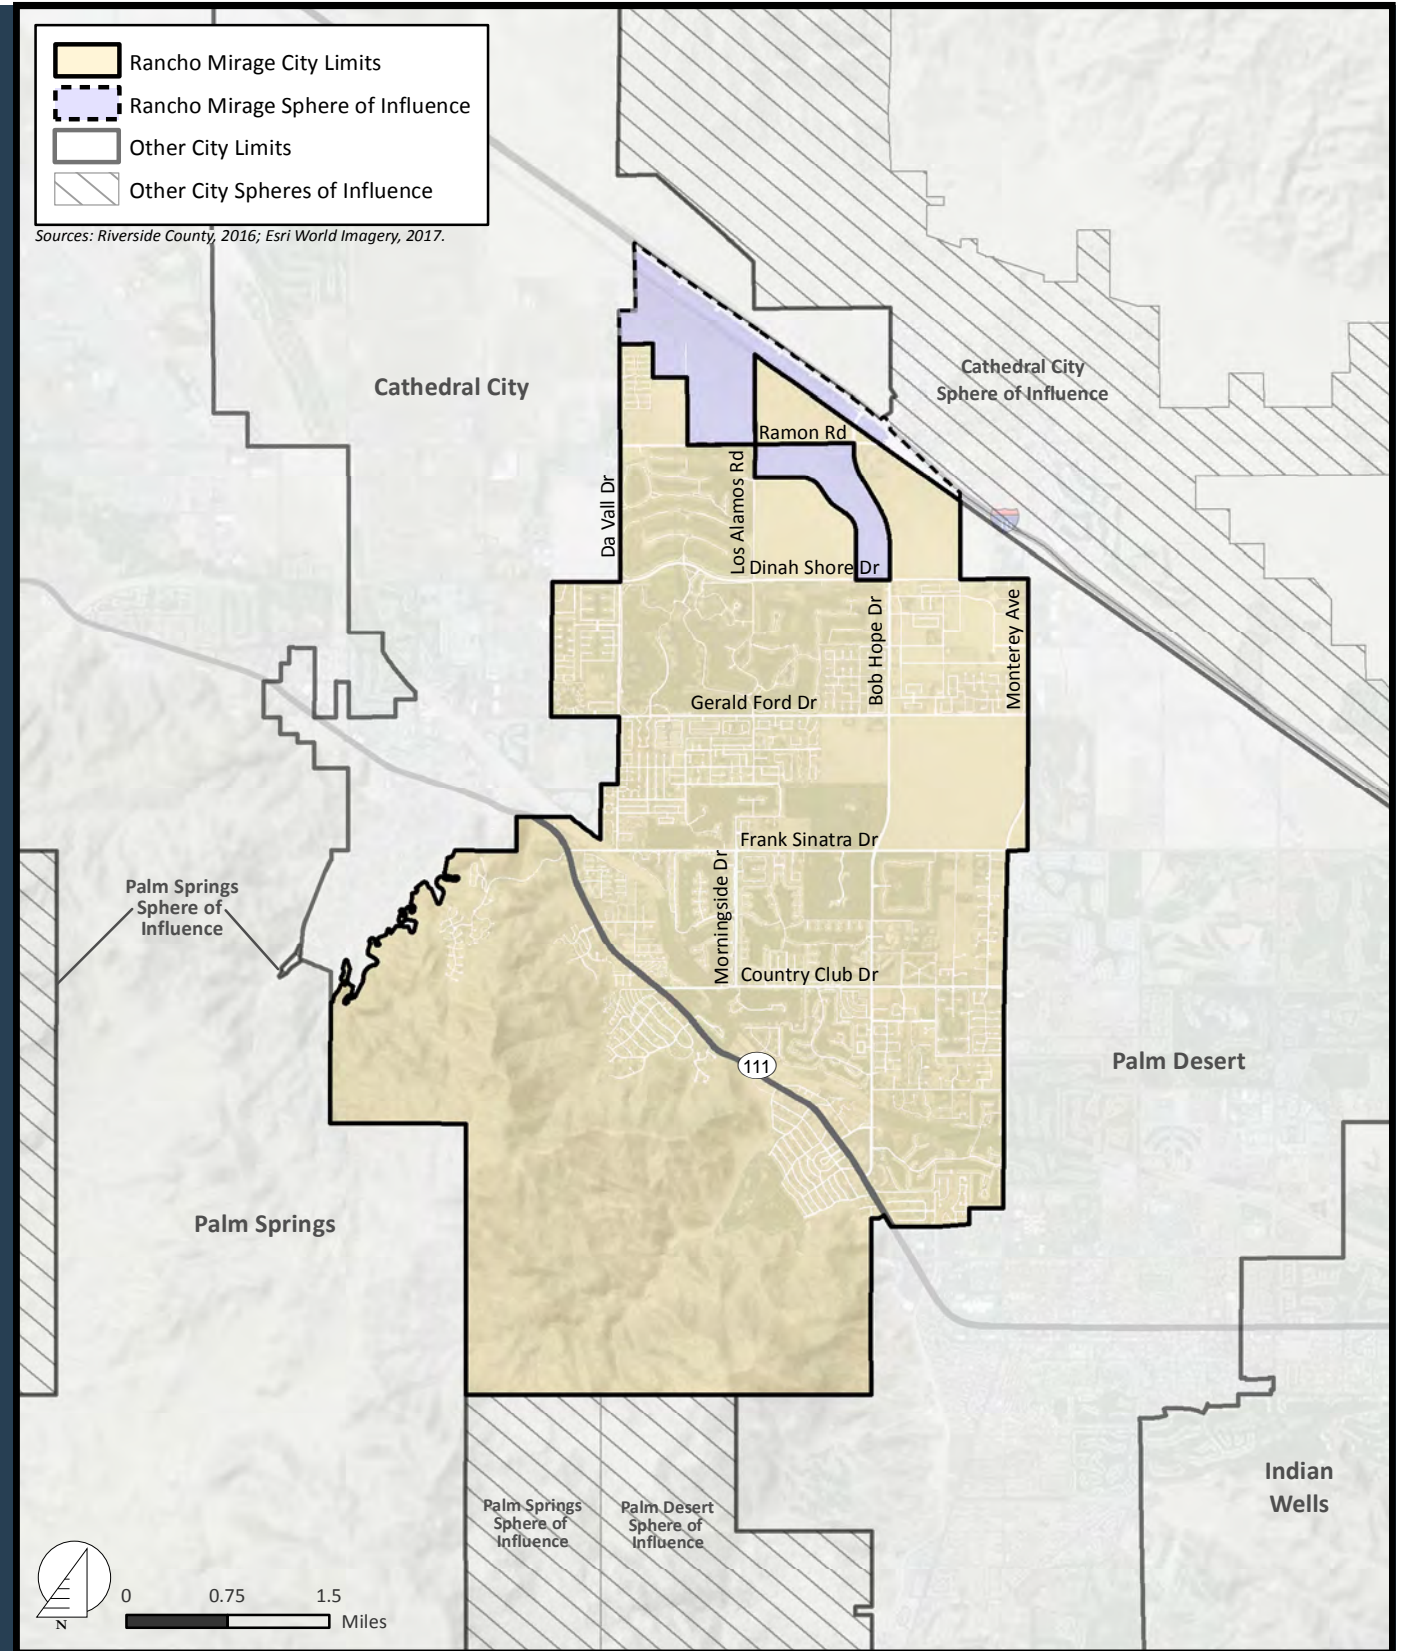 Rancho Mirage City Limits
Rancho Mirage Sphere of Influence
Other City Limits
Other City Spheres of Influence
Sources: Riverside County, 2016; Esri World Imagery, 2017.
Cathedral City
Cathedral City
Sphere of Influence
Ramon Rd
Da Vall Dr
Los Alamos Rd
Dinah Shore Dr
Bob Hope Dr
Monterey Ave
Gerald Ford Dr
Frank Sinatra Dr
Morningside Dr
Palm Springs
Sphere of
Influence
Country Club Dr
111
Palm Desert
Palm Springs
Indian
Wells
Palm Springs
Sphere of
Influence
Palm Desert
Sphere of
Influence
0 0.75 1.5
Miles
N